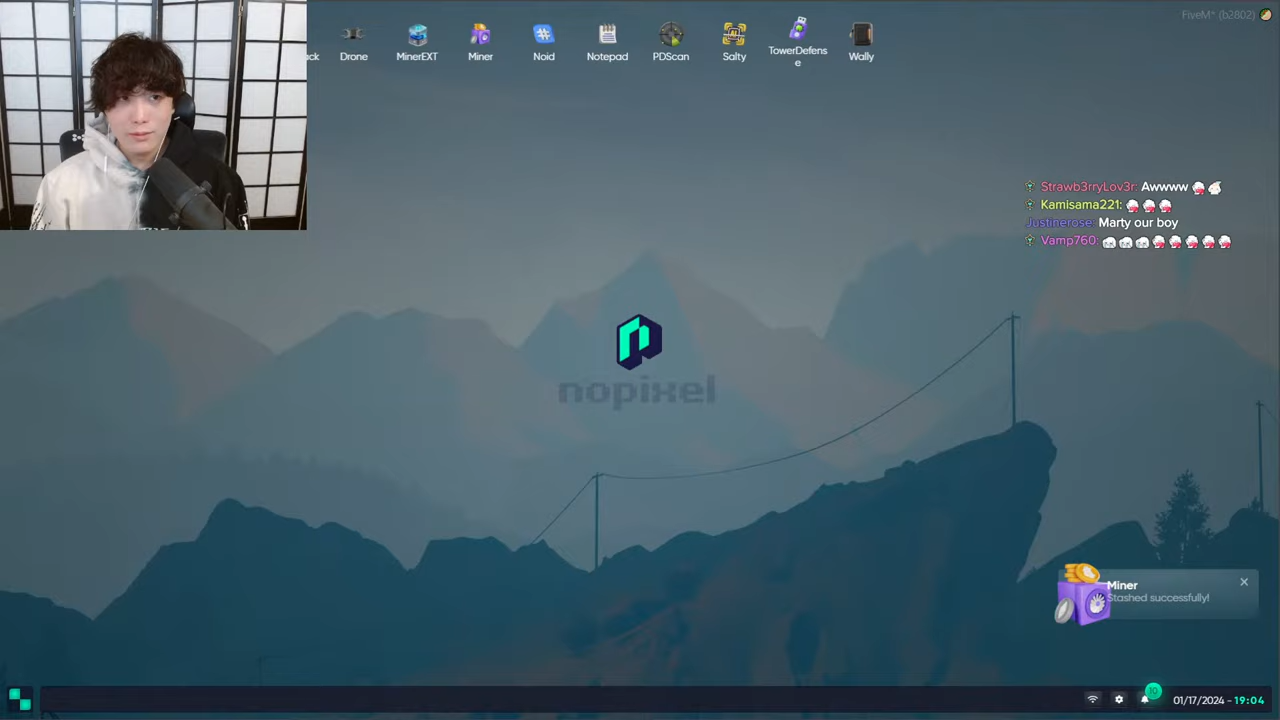 FiveM® (b2802)
ck
Drone
MinerEXT
Miner
Noid
Notepad
PDScan
Salty
TowerDefens
e
Wally
Strawb3rryLov3r: Awwww
Kamisama221:
Justinerose: Marty our boy
Vamp760:
nopixel
Miner
Stashed successfully!
01/17/2024 - 19:04